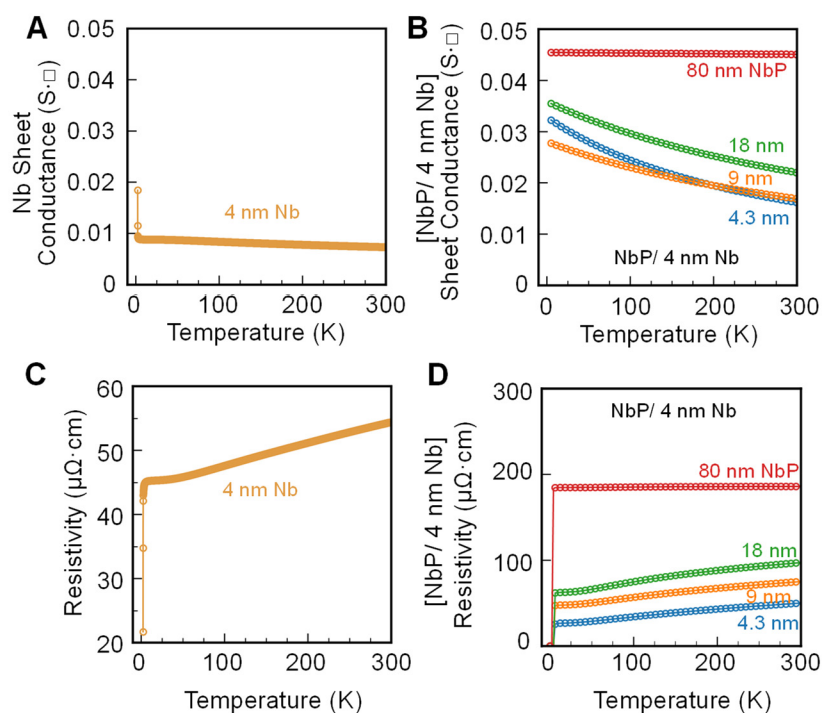 A
Nb Sheet
Conductance (S·□)
0.05
0.04
0.03
0.02
0.01
0
4 nm Nb
0
100
200
300
Temperature (K)
B
[NbP/ 4 nm Nb]
Sheet Conductance (S·□)
0.05
0.04
0.03
0.02
0.01
0
80 nm NbP
18 nm
9 nm
4.3 nm
NbP/ 4 nm Nb
0
100
200
300
Temperature (K)
C
Resistivity (μΩ·cm)
60
50
40
30
20
4 nm Nb
0
100
200
300
Temperature (K)
D
[NbP/ 4 nm Nb]
Resistivity (μΩ·cm)
300
200
100
0
NbP/ 4 nm Nb
80 nm NbP
18 nm
9 nm
4.3 nm
0
100
200
300
Temperature (K)